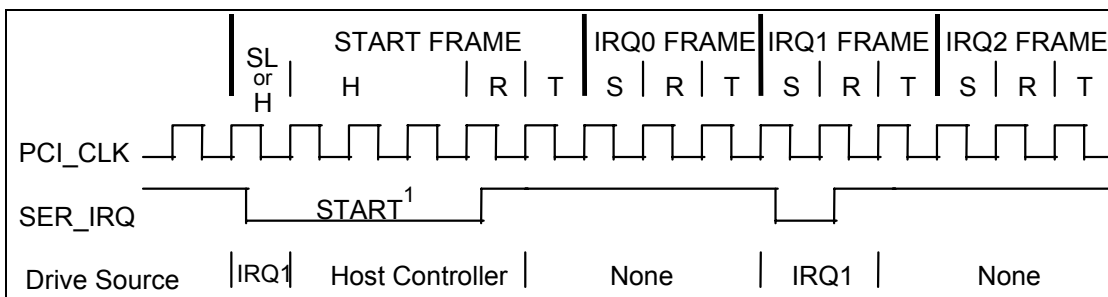 START FRAME IRQ0 FRAME IRQ1 FRAME IRQ2 FRAME
SL
or
H
H R T S R T S R T S R T
PCI_CLK
SER_IRQ START1
Drive Source IRQ1 Host Controller None IRQ1 None